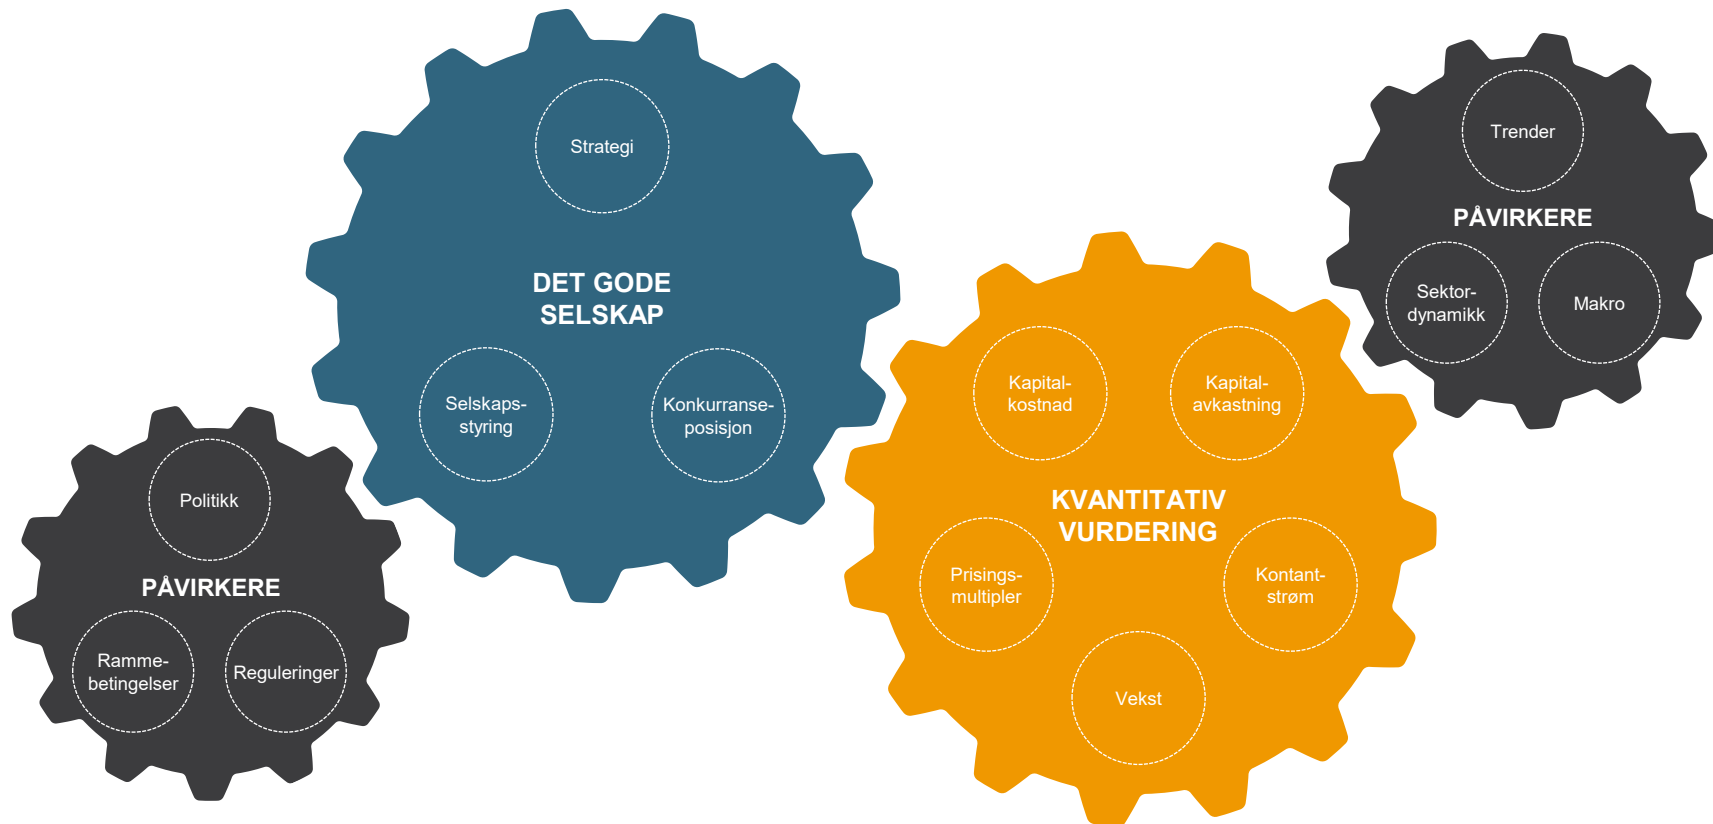 Strategi
DET GODE
SELSKAP
Selskaps-
styring
Konkurranse-
posisjon
Politikk
PÅVIRKERE
Ramme-
betingelser
Reguleringer
Kapital-
kostnad
Kapital-
avkastning
KVANTITATIV
VURDERING
Prisings-
multipler
Kontant-
strøm
Vekst
Trender
PÅVIRKERE
Sektor-
dynamikk
Makro